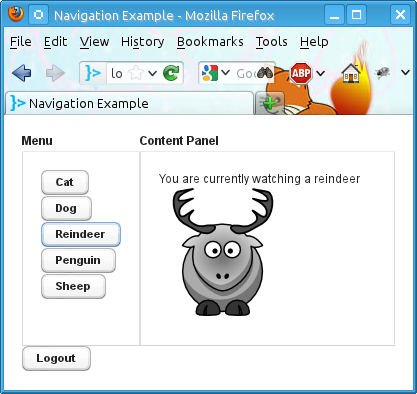 Navigation Example - Mozilla Firefox
File Edit View History Bookmarks Tools Help
lo Goo ABP
Navigation Example
Menu Content Panel
Cat
Dog
Reindeer
Penguin
Sheep
You are currently watching a reindeer
Logout